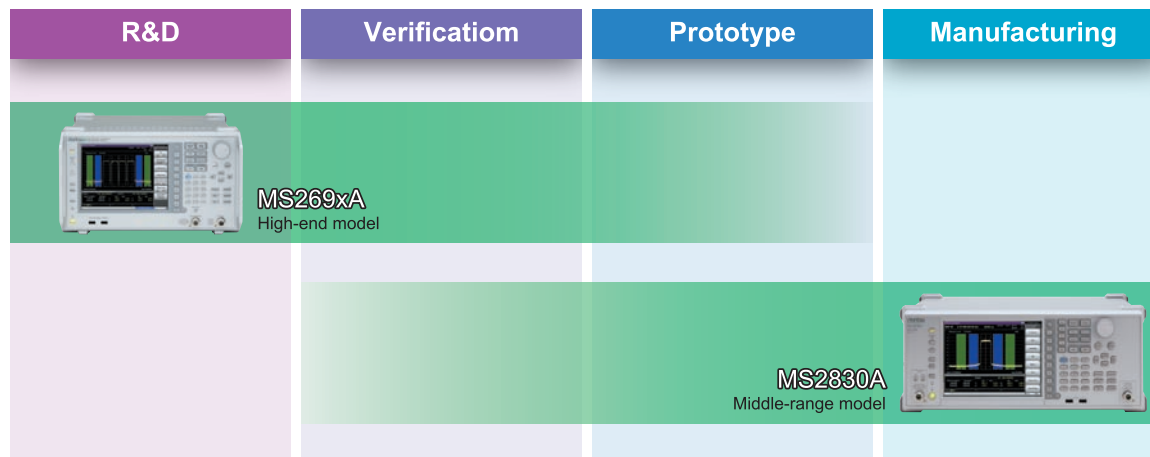 R&D
Verificatiom
Prototype
Manufacturing
MS269xA
High-end model
MS2830A
Middle-range model